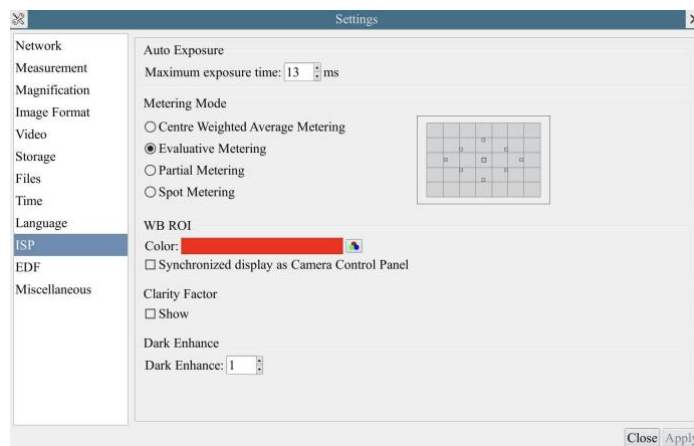 Settings
Network
Measurement
Magnification
Image Format
Video
Storage
Files
Time
Language
ISP
EDF
Miscellaneous
Auto Exposure
Maximum exposure time: 13 ms
Metering Mode
Centre Weighted Average Metering
Evaluative Metering
Partial Metering
Spot Metering
WB ROI
Color:
Synchronized display as Camera Control Panel
Clarity Factor
Show
Dark Enhance
Dark Enhance: 1
Close Apply